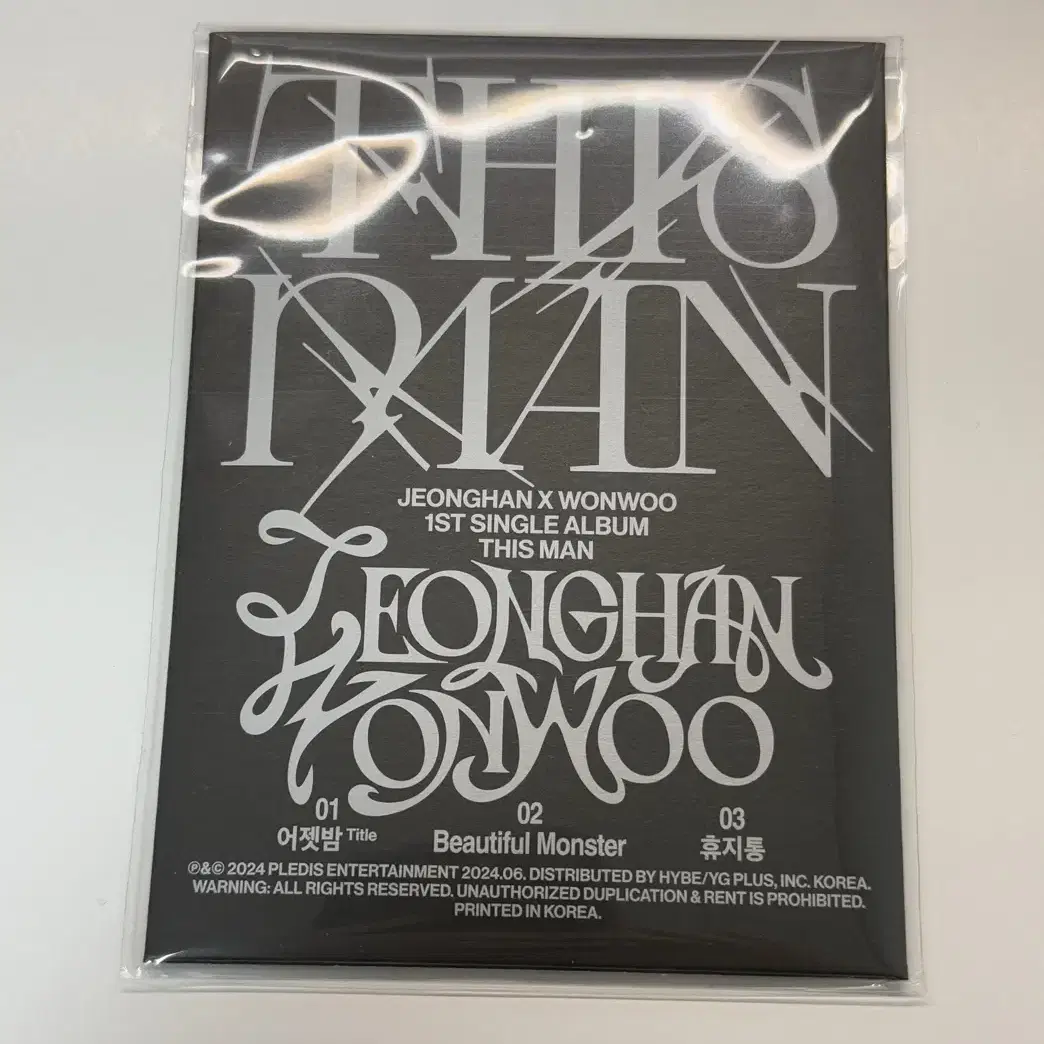 THIS
MAN
JEONGHAN X WONWOO
1ST SINGLE ALBUM
THIS MAN
JEONGHAN
WONWOO
01
어젯밤 Title
02
Beautiful Monster
03
휴지통
℗&© 2024 PLEDIS ENTERTAINMENT 2024.06. DISTRIBUTED BY HYBE/YG PLUS, INC. KOREA.
WARNING: ALL RIGHTS RESERVED. UNAUTHORIZED DUPLICATION & RENT IS PROHIBITED.
PRINTED IN KOREA.